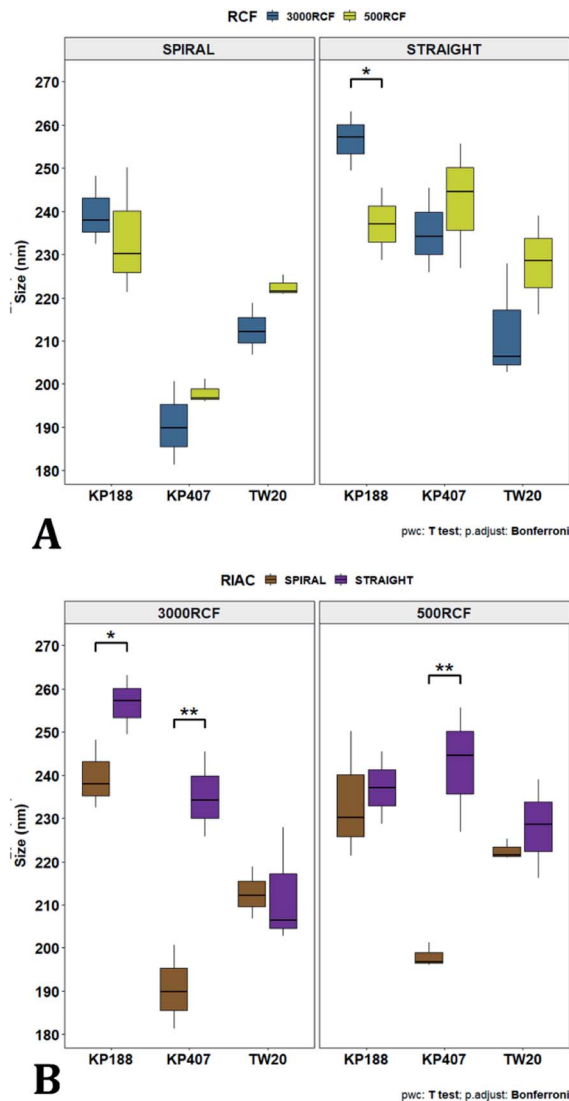 RCF 3000RCF 500RCF
SPIRAL STRAIGHT
270
260
250
240
230
220
210
200
190
180
Size (nm)
*
KP188 KP407 TW20 KP188 KP407 TW20
A
pwc: T test; p.adjust: Bonferroni
RIAC SPIRAL STRAIGHT
3000RCF 500RCF
270
260
250
240
230
220
210
200
190
180
Size (nm)
*
**
**
KP188 KP407 TW20 KP188 KP407 TW20
B
pwc: T test; p.adjust: Bonferroni